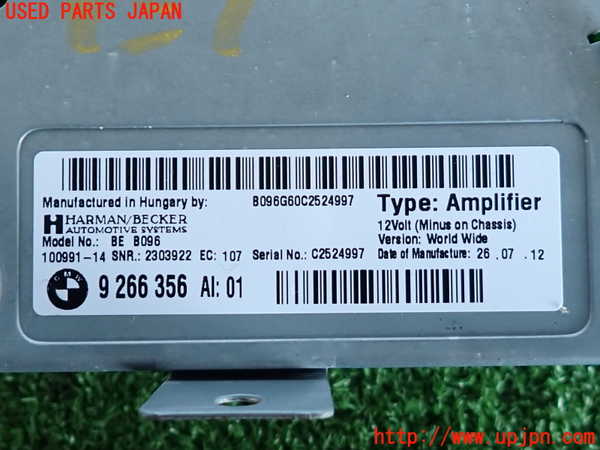 USED PARTS JAPAN
Manufactured in Hungary by:
B096G60C2524997
Type: Amplifier
HARMAN/BECKER
AUTOMOTIVE SYSTEMS
12Volt (Minus on Chassis)
Model No.: BE B096
Version: World Wide
100991-14 SNR.: 2303922 EC: 107
Serial No.: C2524997
Date of Manufacture: 26.07.12
BMW
9 266 356 AI: 01
http://www.upjpn.com